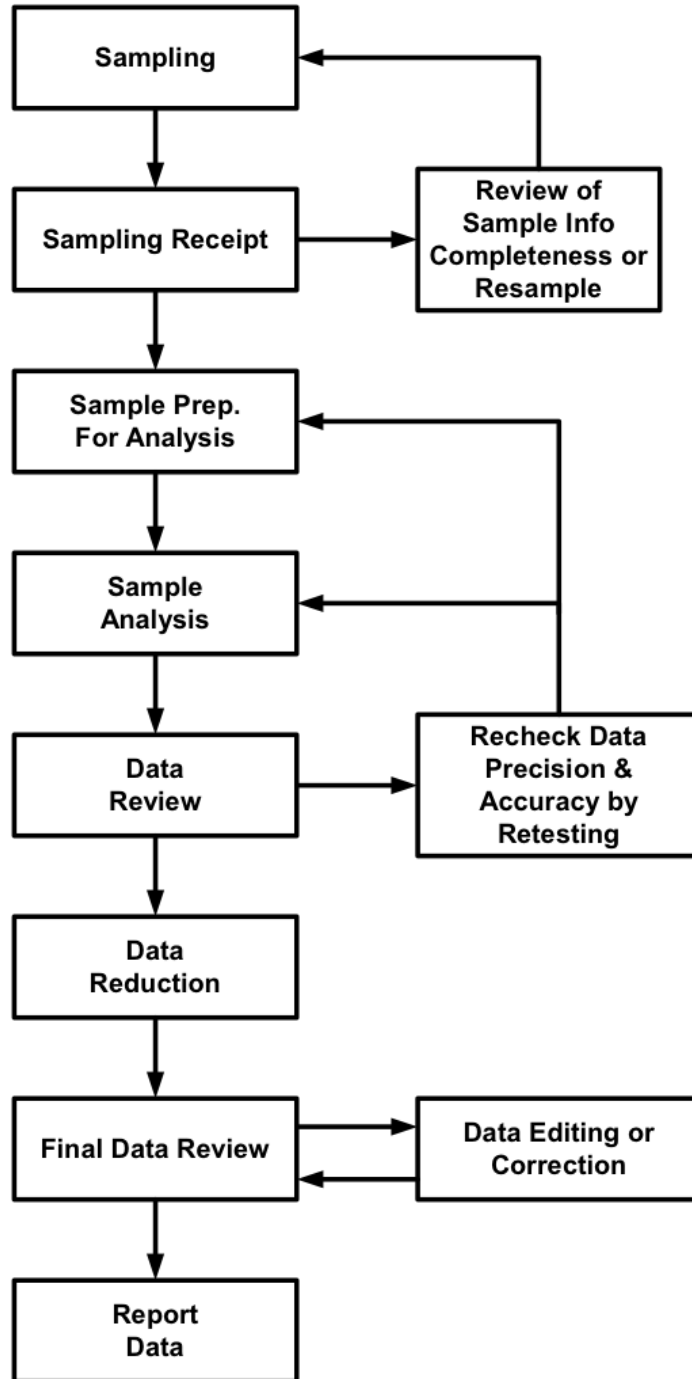 Sampling
Sampling Receipt
Review of
Sample Info
Completeness or
Resample
Sample Prep.
For Analysis
Sample
Analysis
Data
Review
Recheck Data
Precision &
Accuracy by
Retesting
Data
Reduction
Final Data Review
Data Editing or
Correction
Report
Data